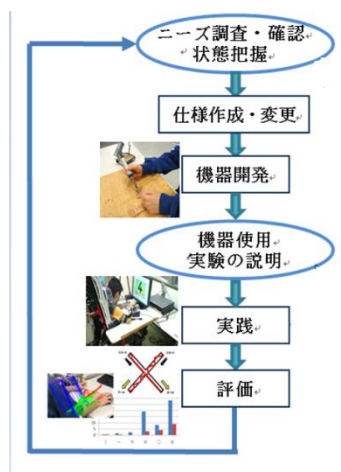 ニーズ調査・確認
状態把握
仕様作成・変更
機器開発
機器使用
実験の説明
実践
評価